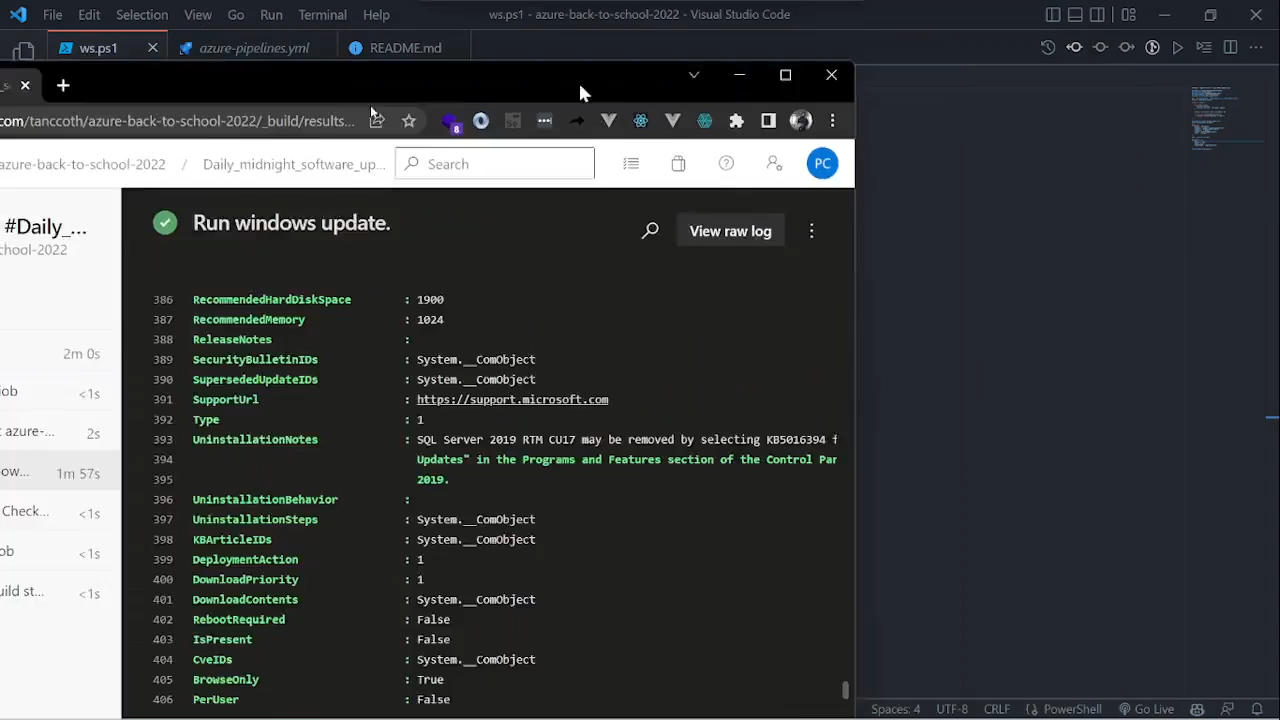 File Edit Selection View Go Run Terminal Help
ws.ps1 - azure-back-to-school-2022 - Visual Studio Code
ws.ps1
azure-pipelines.yml
README.md
com/tanccoth/azure-back-to-school-2022/_build/results...
8
azure-back-to-school-2022 / Daily_midnight_software_up...
Search
PC
#Daily_...
chool-2022
2m 0s
job <1s
t azure-... 2s
ow... 1m 57s
Check... <1s
ob <1s
uild st... <1s
Run windows update.
View raw log
386 RecommendedHardDiskSpace : 1900
387 RecommendedMemory : 1024
388 ReleaseNotes :
389 SecurityBulletinIDs : System.__ComObject
390 SupersededUpdateIDs : System.__ComObject
391 SupportUrl : https://support.microsoft.com
392 Type : 1
393 UninstallationNotes : SQL Server 2019 RTM CU17 may be removed by selecting KB5016394 f
394 Updates" in the Programs and Features section of the Control Par
395 2019.
396 UninstallationBehavior :
397 UninstallationSteps : System.__ComObject
398 KBArticleIDs : System.__ComObject
399 DeploymentAction : 1
400 DownloadPriority : 1
401 DownloadContents : System.__ComObject
402 RebootRequired : False
403 IsPresent : False
404 CveIDs : System.__ComObject
405 BrowseOnly : True
406 PerUser : False
Spaces: 4 UTF-8 CRLF PowerShell Go Live